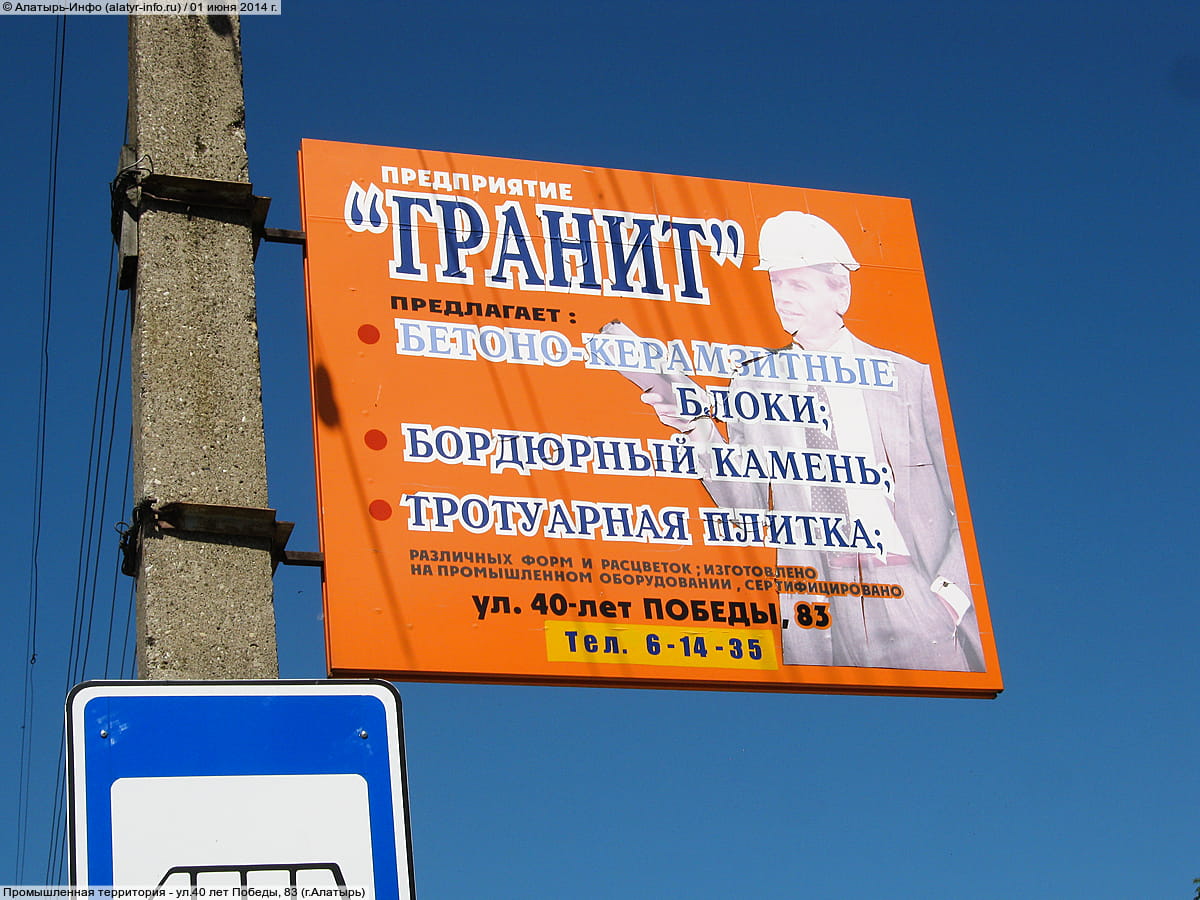 © Алатырь-Инфо (alatyr-info.ru) / 01 июня 2014 г.
ПРЕДПРИЯТИЕ
"ГРАНИТ"
ПРЕДЛАГАЕТ :
БЕТОНО-КЕРАМЗИТНЫЕ
БЛОКИ;
БОРДЮРНЫЙ КАМЕНЬ;
ТРОТУАРНАЯ ПЛИТКА;
РАЗЛИЧНЫХ ФОРМ И РАСЦВЕТОК ; ИЗГОТОВЛЕНО
НА ПРОМЫШЛЕННОМ ОБОРУДОВАНИИ , СЕРТИФИЦИРОВАНО
ул. 40-лет ПОБЕДЫ, 83
Тел. 6-14-35
Промышленная территория - ул.40 лет Победы, 83 (г.Алатырь)